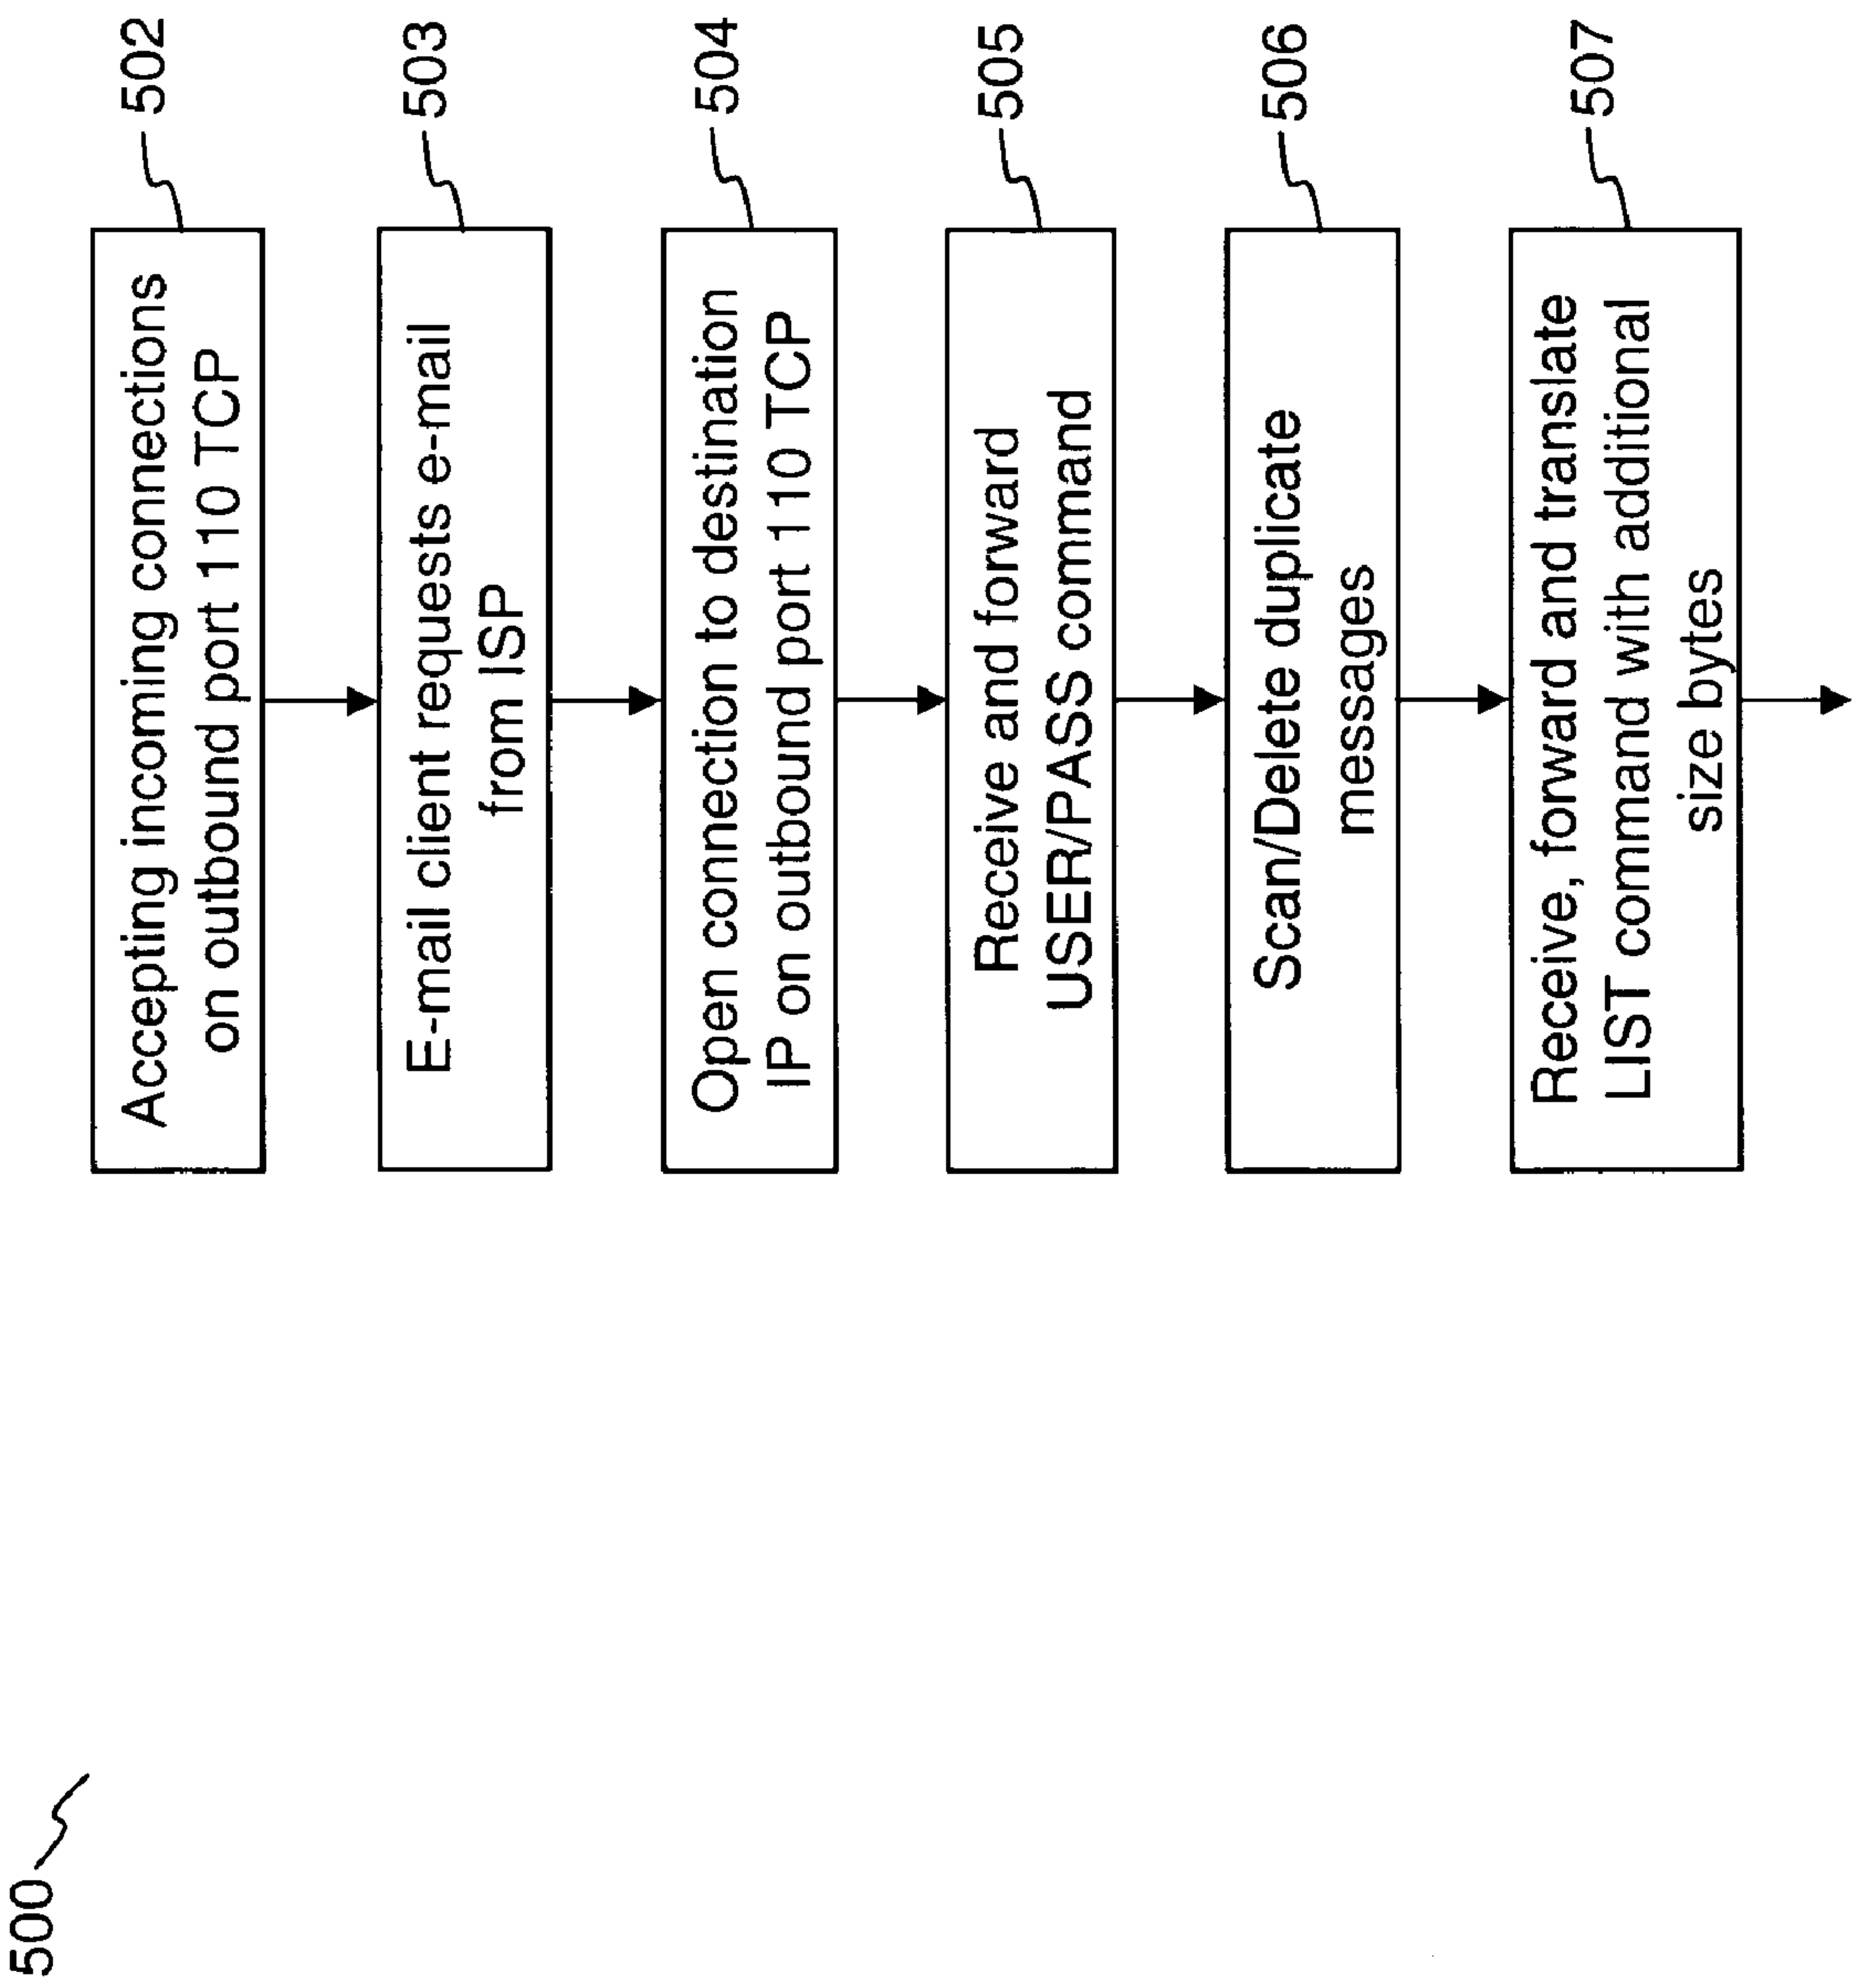 500
Accepting incoming connections
on outbound port 110 TCP
502
E-mail client requests e-mail
from ISP
503
Open connection to destination
IP on outbound port 110 TCP
504
Receive and forward
USER/PASS command
505
Scan/Delete duplicate
messages
506
Receive, forward and translate
LIST command with additional
size bytes
507